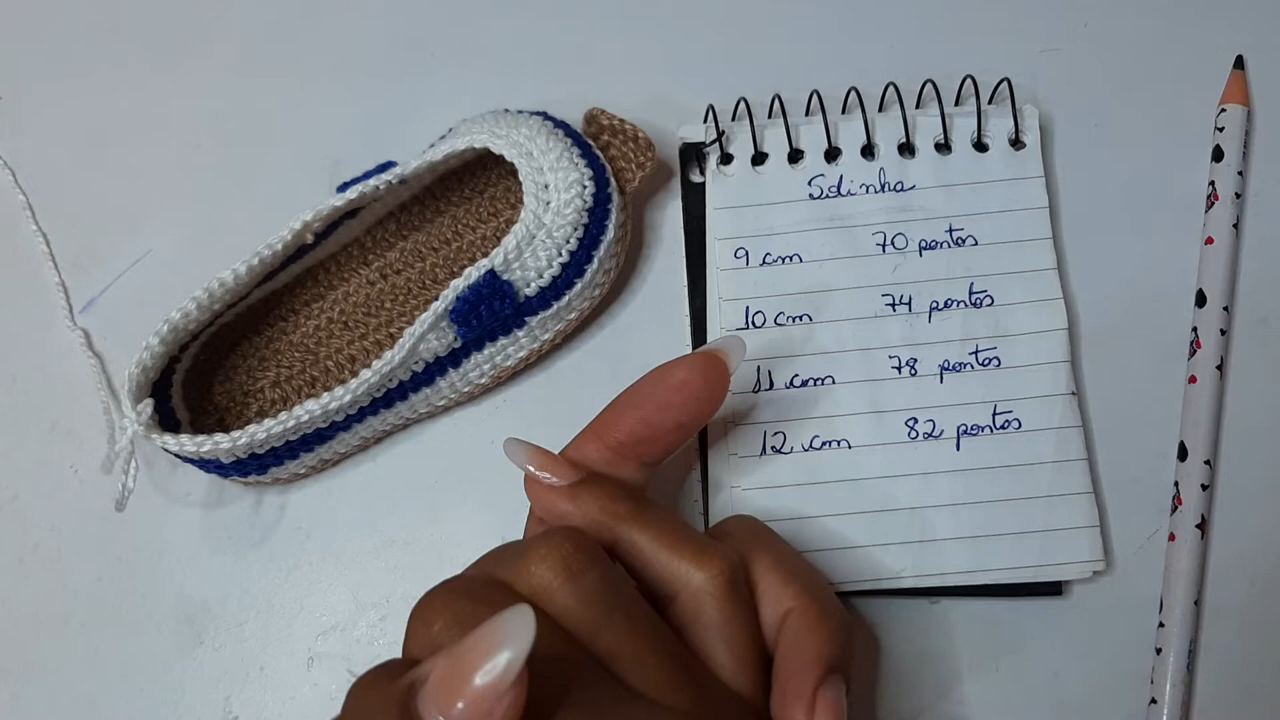 Solinha
9 cm 70 pontos
10 cm 74 pontos
11 cm 78 pontos
12 cm 82 pontos